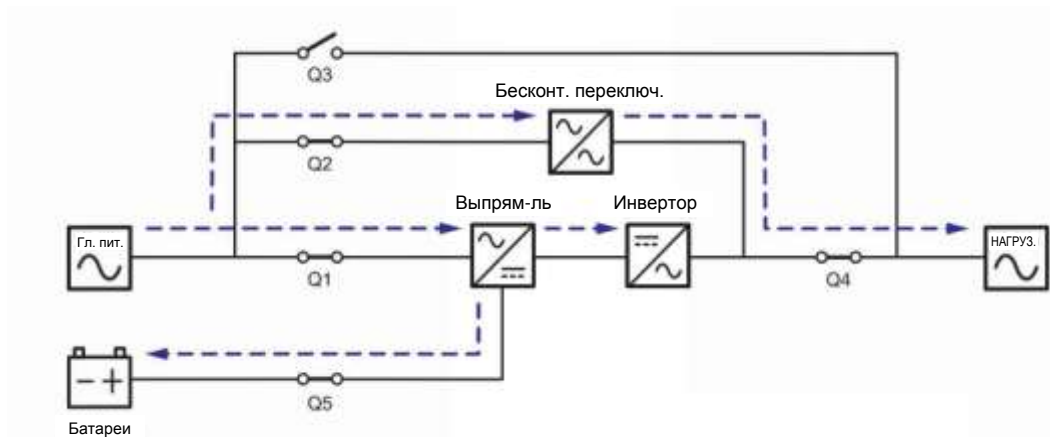 Q3
Бесконт. переключ.
Q2
Выпрям-ль
Инвертор
Гл. пит.
НАГРУЗ.
Q1
Q4
Q5
Батареи